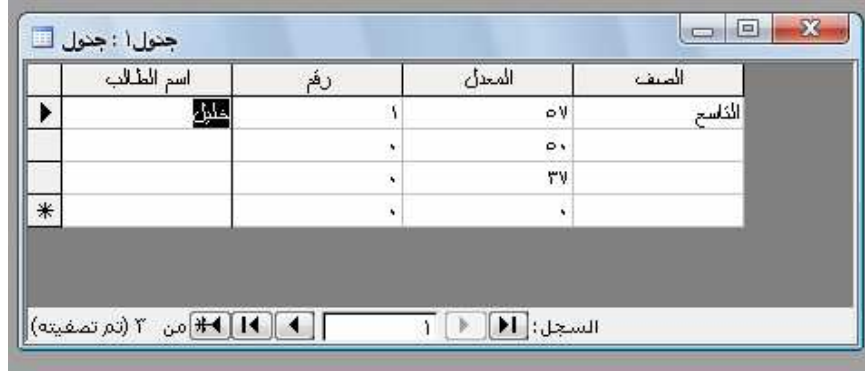 جدول١ : جدول
اسم الطالب رقم المعدل الصف
خليل ١ ٥٧ التاسع
٠ ٥٠
٠ ٣٧
٠ ٠
السجل: ١ من ٣ (تم تصفيته)